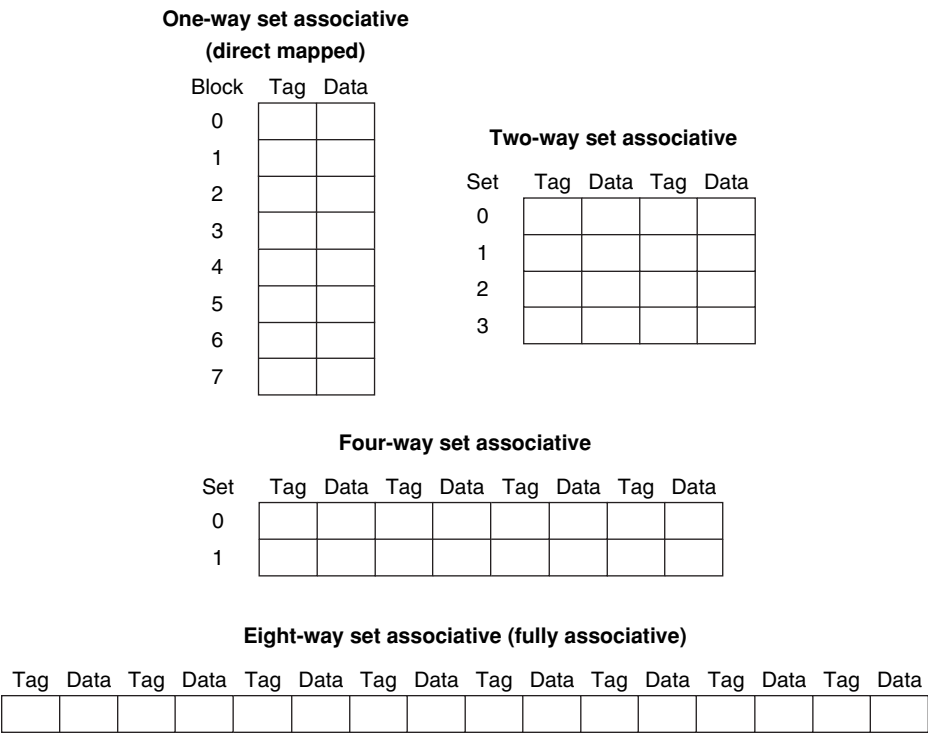 One-way set associative
(direct mapped)
Block Tag Data
0
1
2
3
4
5
6
7
Two-way set associative
Set Tag Data Tag Data
0
1
2
3
Four-way set associative
Set Tag Data Tag Data Tag Data Tag Data
0
1
Eight-way set associative (fully associative)
Tag Data Tag Data Tag Data Tag Data Tag Data Tag Data Tag Data Tag Data